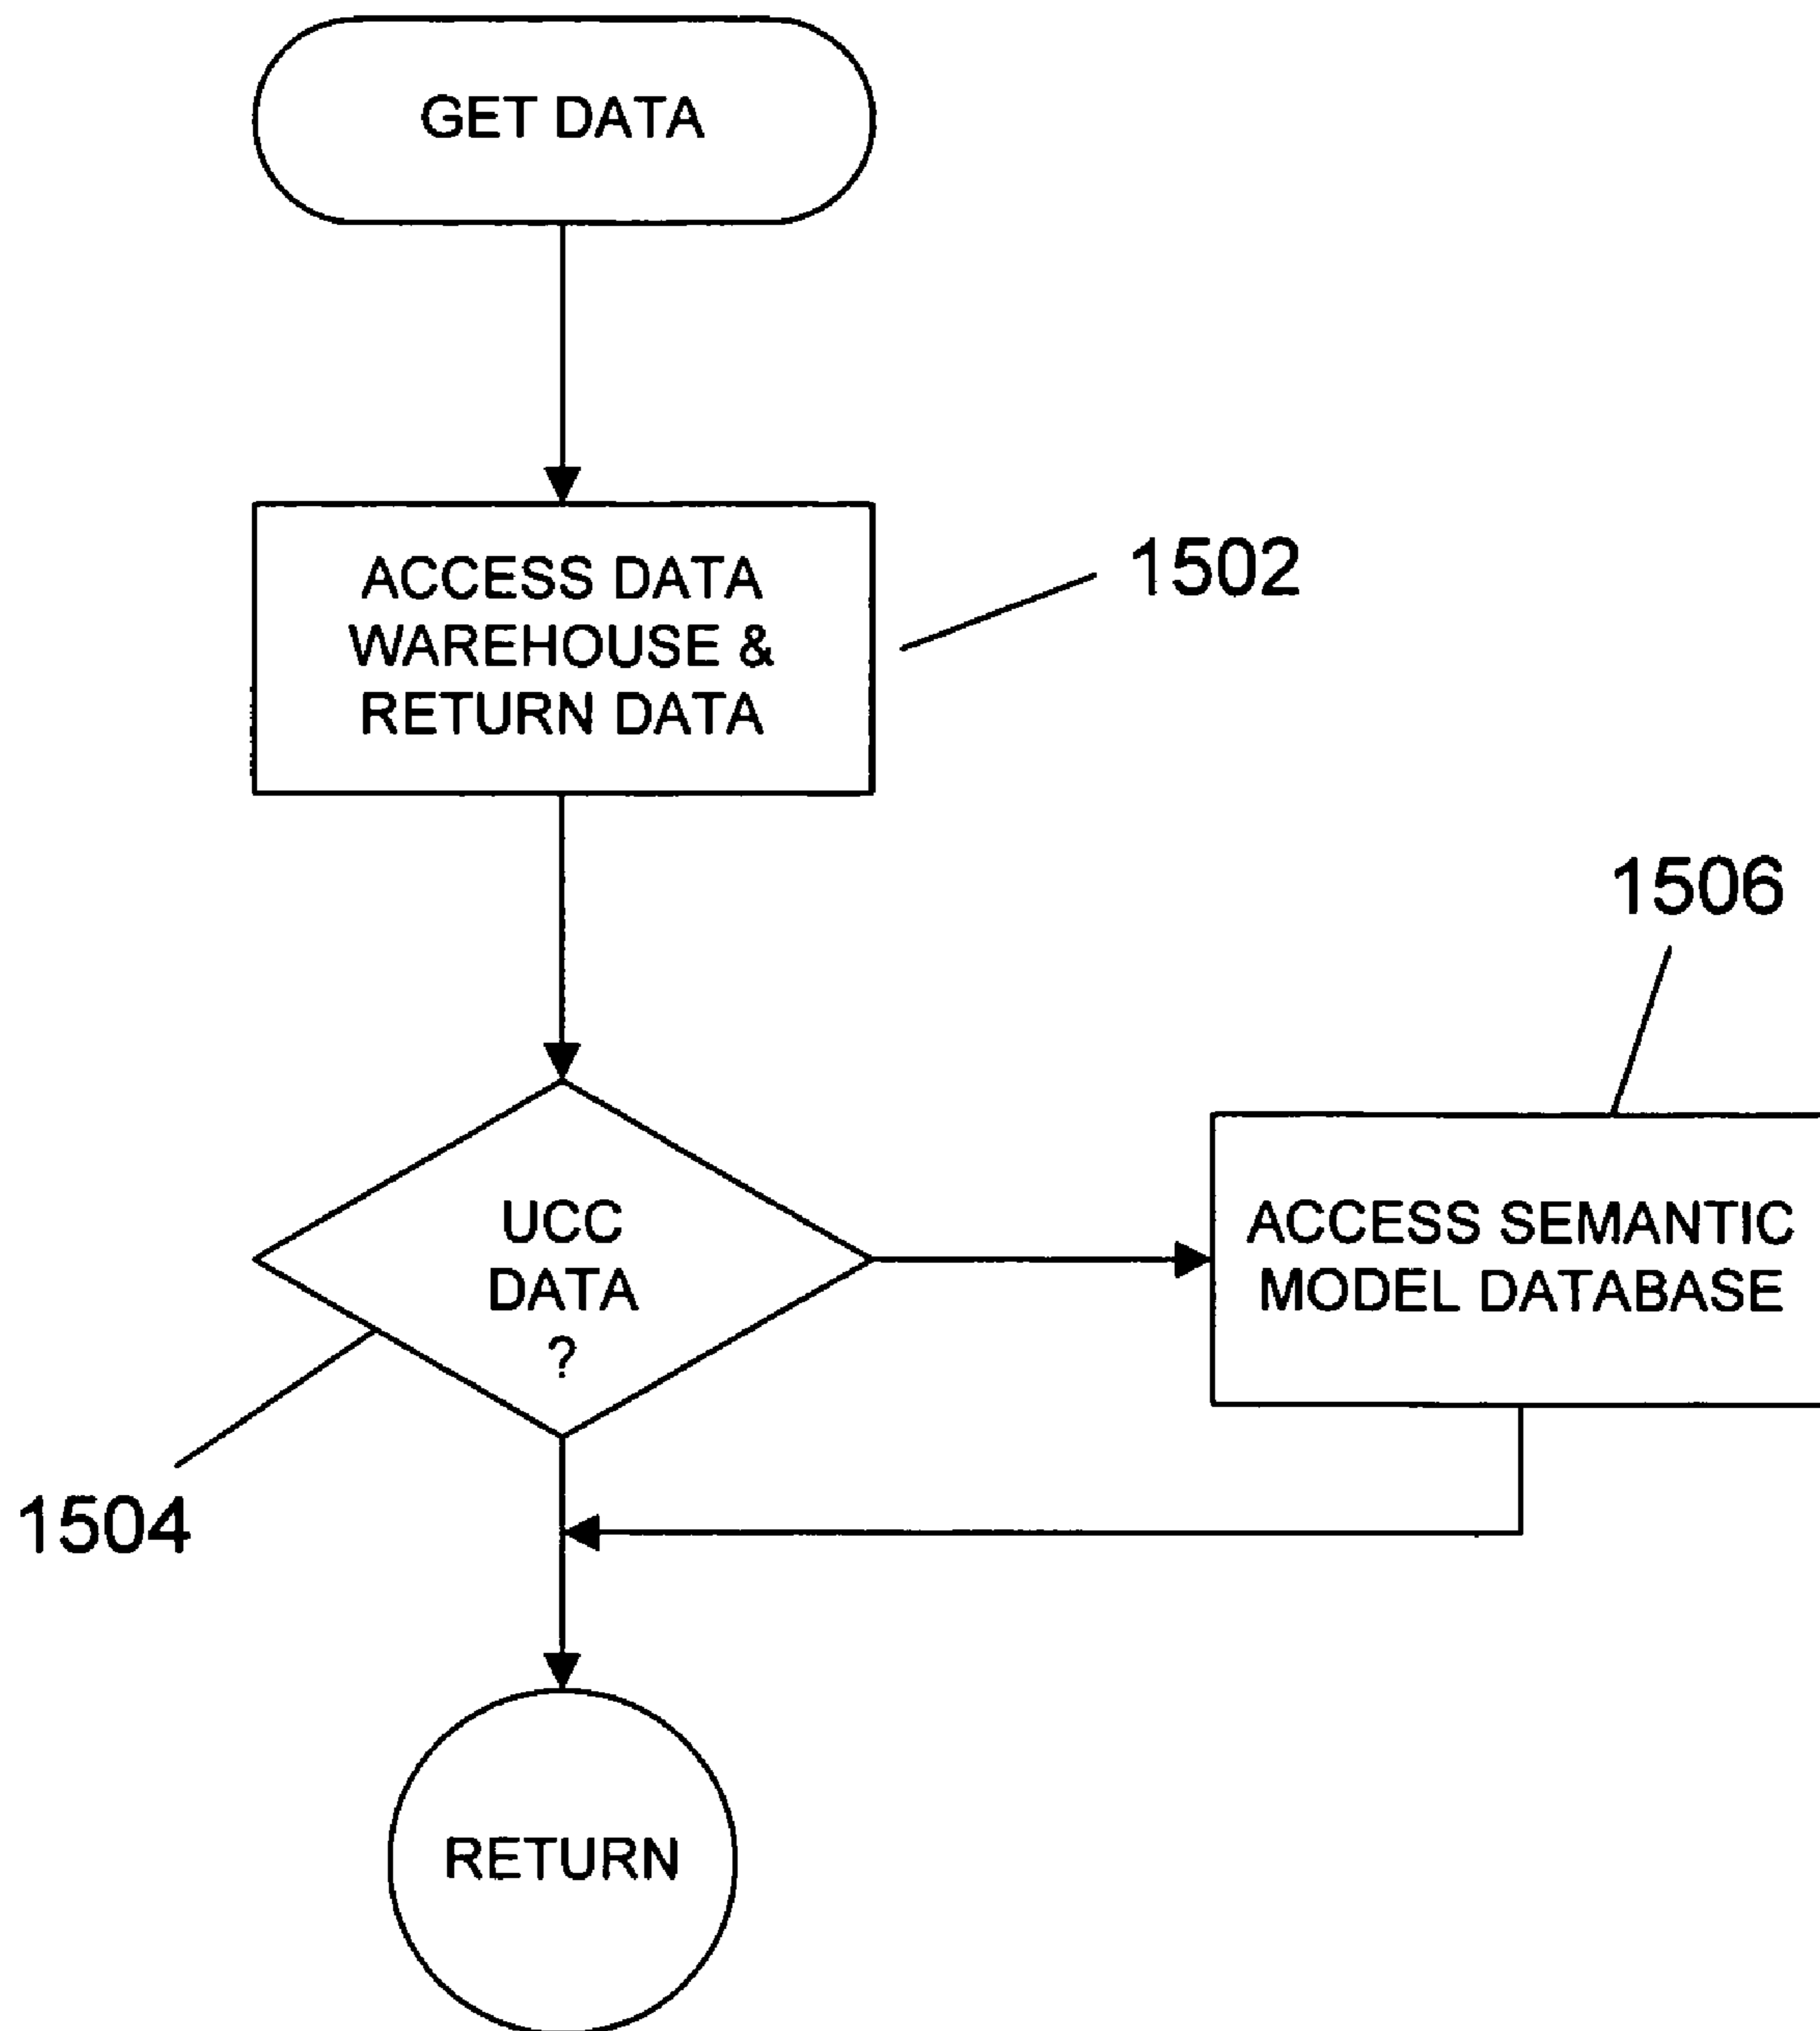 GET DATA
ACCESS DATA
WAREHOUSE &
RETURN DATA
1502
1506
UCC
DATA
?
ACCESS SEMANTIC
MODEL DATABASE
1504
RETURN